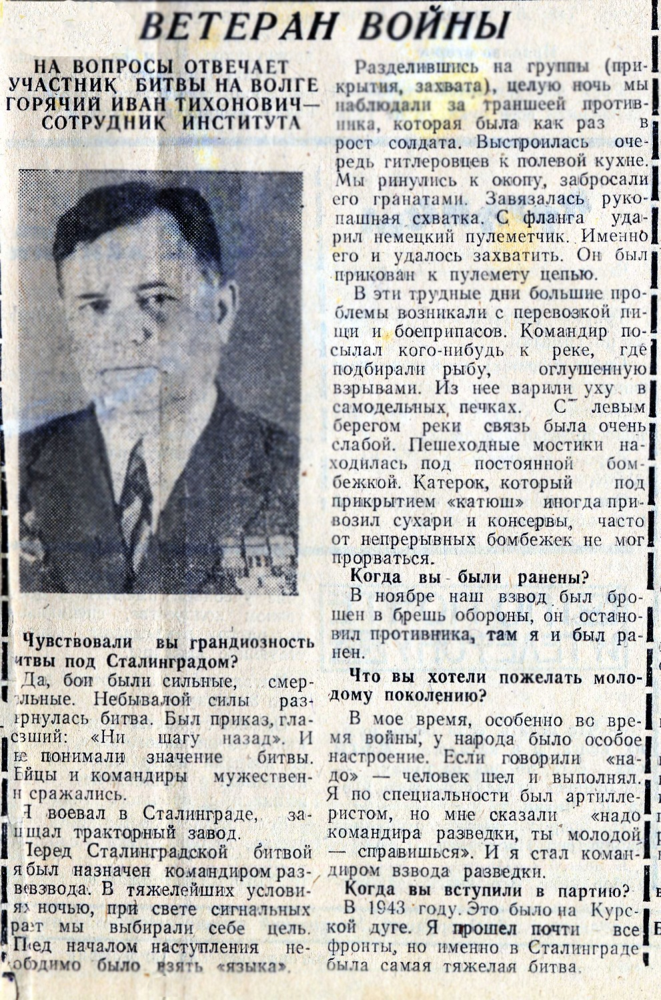 ВЕТЕРАН ВОЙНЫ
НА ВОПРОСЫ ОТВЕЧАЕТ
УЧАСТНИК БИТВЫ НА ВОЛГЕ
ГОРЯЧИЙ ИВАН ТИХОНОВИЧ—
СОТРУДНИК ИНСТИТУТА
Чувствовали вы грандиозность
итвы под Сталинградом?
Да, бои были сильные, смер-
льные. Небывалой силы раз-
рнулась битва. Был приказ, гла-
сзший: «Ни шагу назад». И
не понимали значение битвы.
Ейцы и командиры мужествен-
н сражались.
Я воевал в Сталинграде, за-
щал тракторный завод.
Перед Сталинградской битвой
я был назначен командиром раз-
веввзвода. В тяжелейших услови-
ях ночью, при свете сигнальных
рат мы выбирали себе цель.
Пед началом наступления не-
обдимо было взять «языка».
Разделившись на группы (при-
крытия, захвата), целую ночь мы
наблюдали за траншеей против-
ника, которая была как раз в
рост солдата. Выстроилась оче-
редь гитлеровцев к полевой кухне.
Мы ринулись к окопу, забросали
его гранатами. Завязалась руко-
пашная схватка. С фланга уда-
рил немецкий пулеметчик. Именно
его и удалось захватить. Он был
прикован к пулемету цепью.
В эти трудные дни большие про-
блемы возникали с перевозкой пи-
щи и боеприпасов. Командир по-
сылал кого-нибудь к реке, где
подбирали рыбу, оглушенную
взрывами. Из нее варили уху в
самодельных печках. С левым
берегом реки связь была очень
слабой. Пешеходные мостики на-
ходилась под постоянной бом-
бежкой. Катерок, который под
прикрытием «катюш» иногда при-
возил сухари и консервы, часто
от непрерывных бомбежек не мог
прорваться.
Когда вы были ранены?
В ноябре наш взвод был бро-
шен в брешь обороны, он остано-
вил противника, там я и был ра-
нен.
Что вы хотели пожелать моло-
дому поколению?
В мое время, особенно во вре-
мя войны, у народа было особое
настроение. Если говорили «на-
до» — человек шел и выполнял.
Я по специальности был артилле-
ристом, но мне сказали «надо
командира разведки, ты молодой
— справишься». И я стал коман-
диром взвода разведки.
Когда вы вступили в партию?
В 1943 году. Это было на Курс-
кой дуге. Я прошел почти все
фронты, но именно в Сталинграде
была самая тяжелая битва.